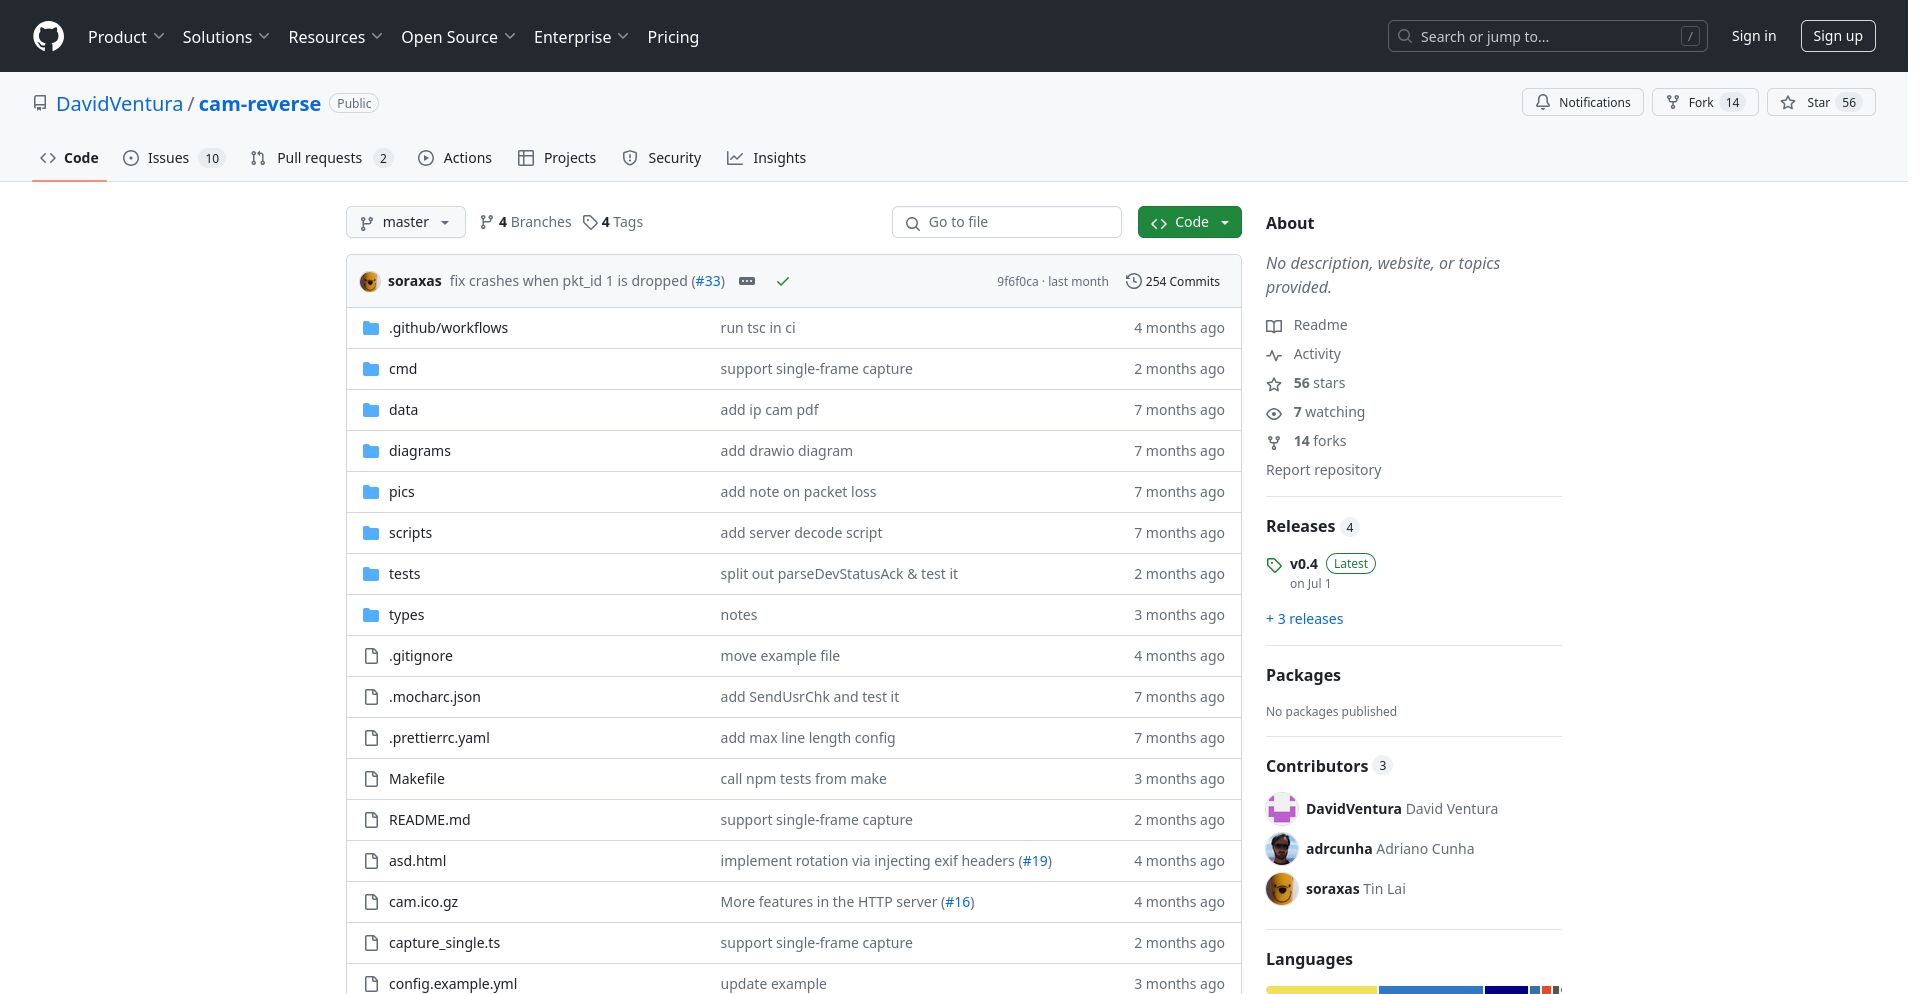 Product Solutions Resources Open Source Enterprise Pricing Search or jump to... / Sign in Sign up
DavidVentura / cam-reverse Public Notifications Fork 14 Star 56
Code Issues 10 Pull requests 2 Actions Projects Security Insights
master 4 Branches 4 Tags Go to file Code
soraxas fix crashes when pkt_id 1 is dropped (#33) 9f6f0ca · last month 254 Commits
.github/workflows run tsc in ci 4 months ago
cmd support single-frame capture 2 months ago
data add ip cam pdf 7 months ago
diagrams add drawio diagram 7 months ago
pics add note on packet loss 7 months ago
scripts add server decode script 7 months ago
tests split out parseDevStatusAck & test it 2 months ago
types notes 3 months ago
.gitignore move example file 4 months ago
.mocharc.json add SendUsrChk and test it 7 months ago
.prettierrc.yaml add max line length config 7 months ago
Makefile call npm tests from make 3 months ago
README.md support single-frame capture 2 months ago
asd.html implement rotation via injecting exif headers (#19) 4 months ago
cam.ico.gz More features in the HTTP server (#16) 4 months ago
capture_single.ts support single-frame capture 2 months ago
config.example.yml update example 3 months ago
About
No description, website, or topics
provided.
Readme
Activity
56 stars
7 watching
14 forks
Report repository
Releases 4
v0.4 Latest
on Jul 1
+ 3 releases
Packages
No packages published
Contributors 3
DavidVentura David Ventura
adrcunha Adriano Cunha
soraxas Tin Lai
Languages